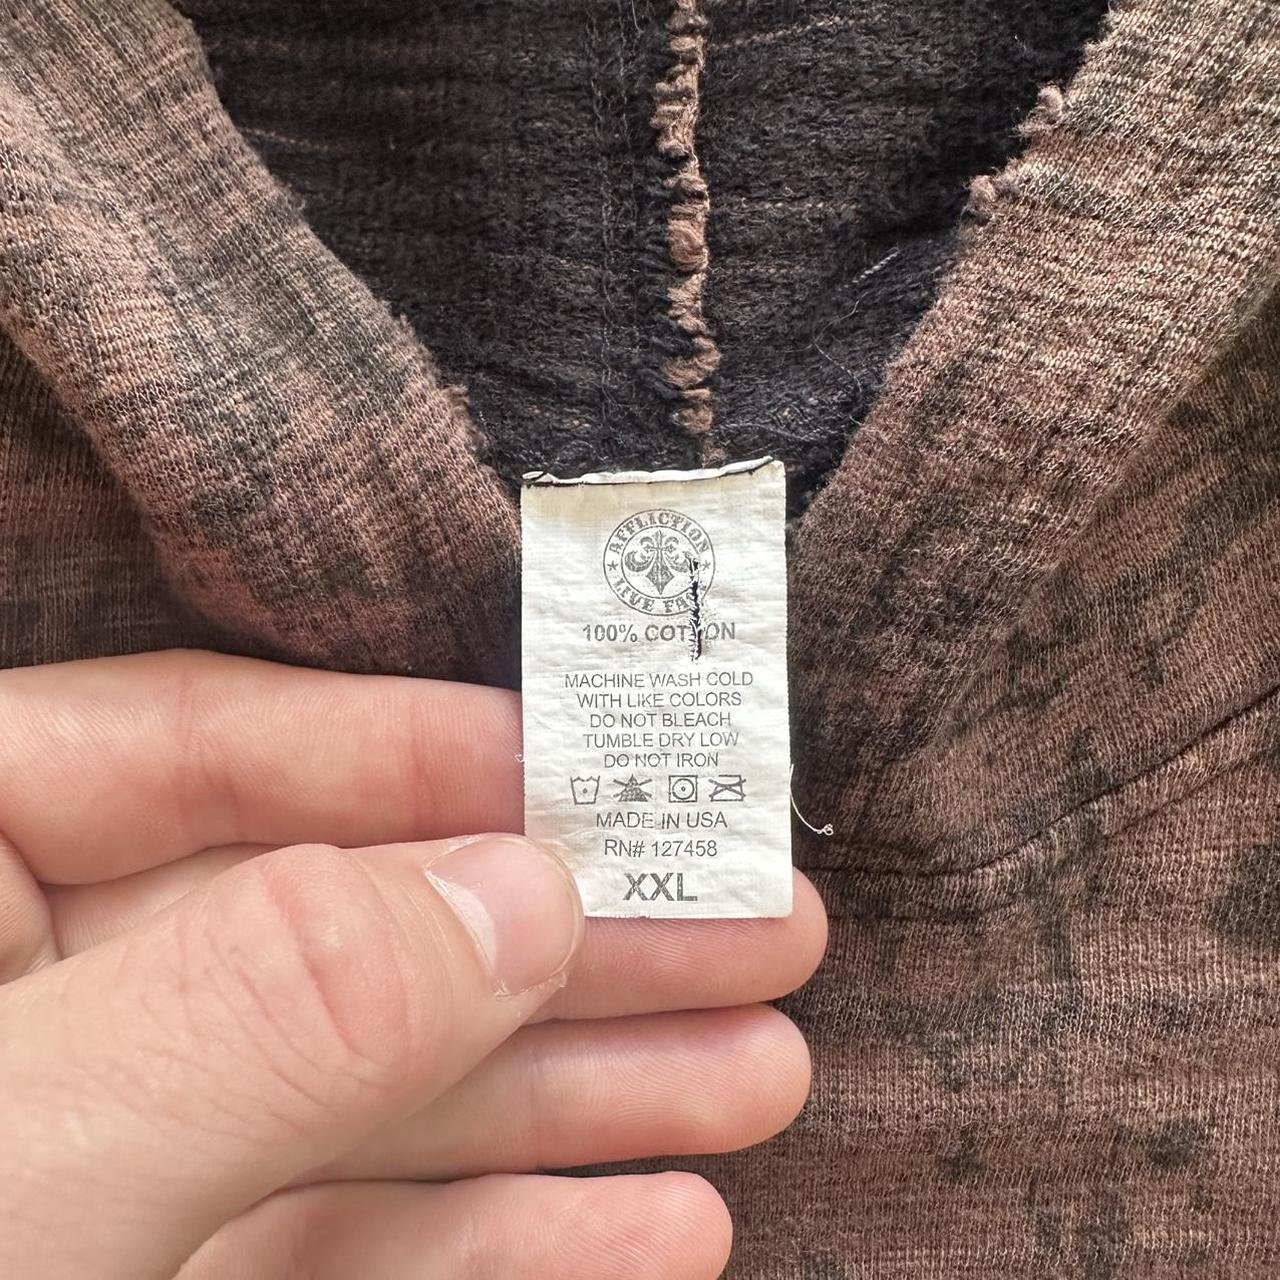 AFFLICTION
LIVE FAST
100% COTTON
MACHINE WASH COLD
WITH LIKE COLORS
DO NOT BLEACH
TUMBLE DRY LOW
DO NOT IRON
MADE IN USA
RN# 127458
XXL